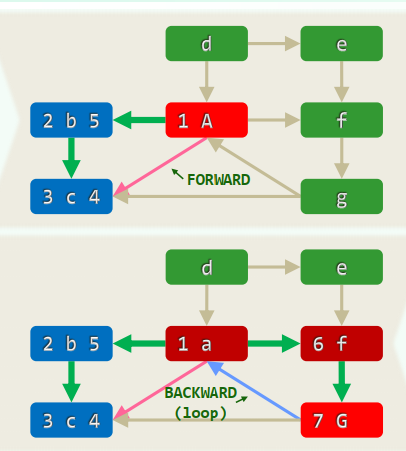 d e
2 b 5 1 A f
FORWARD
3 c 4 g
d e
2 b 5 1 a 6 f
BACKWARD
(loop)
3 c 4 7 G